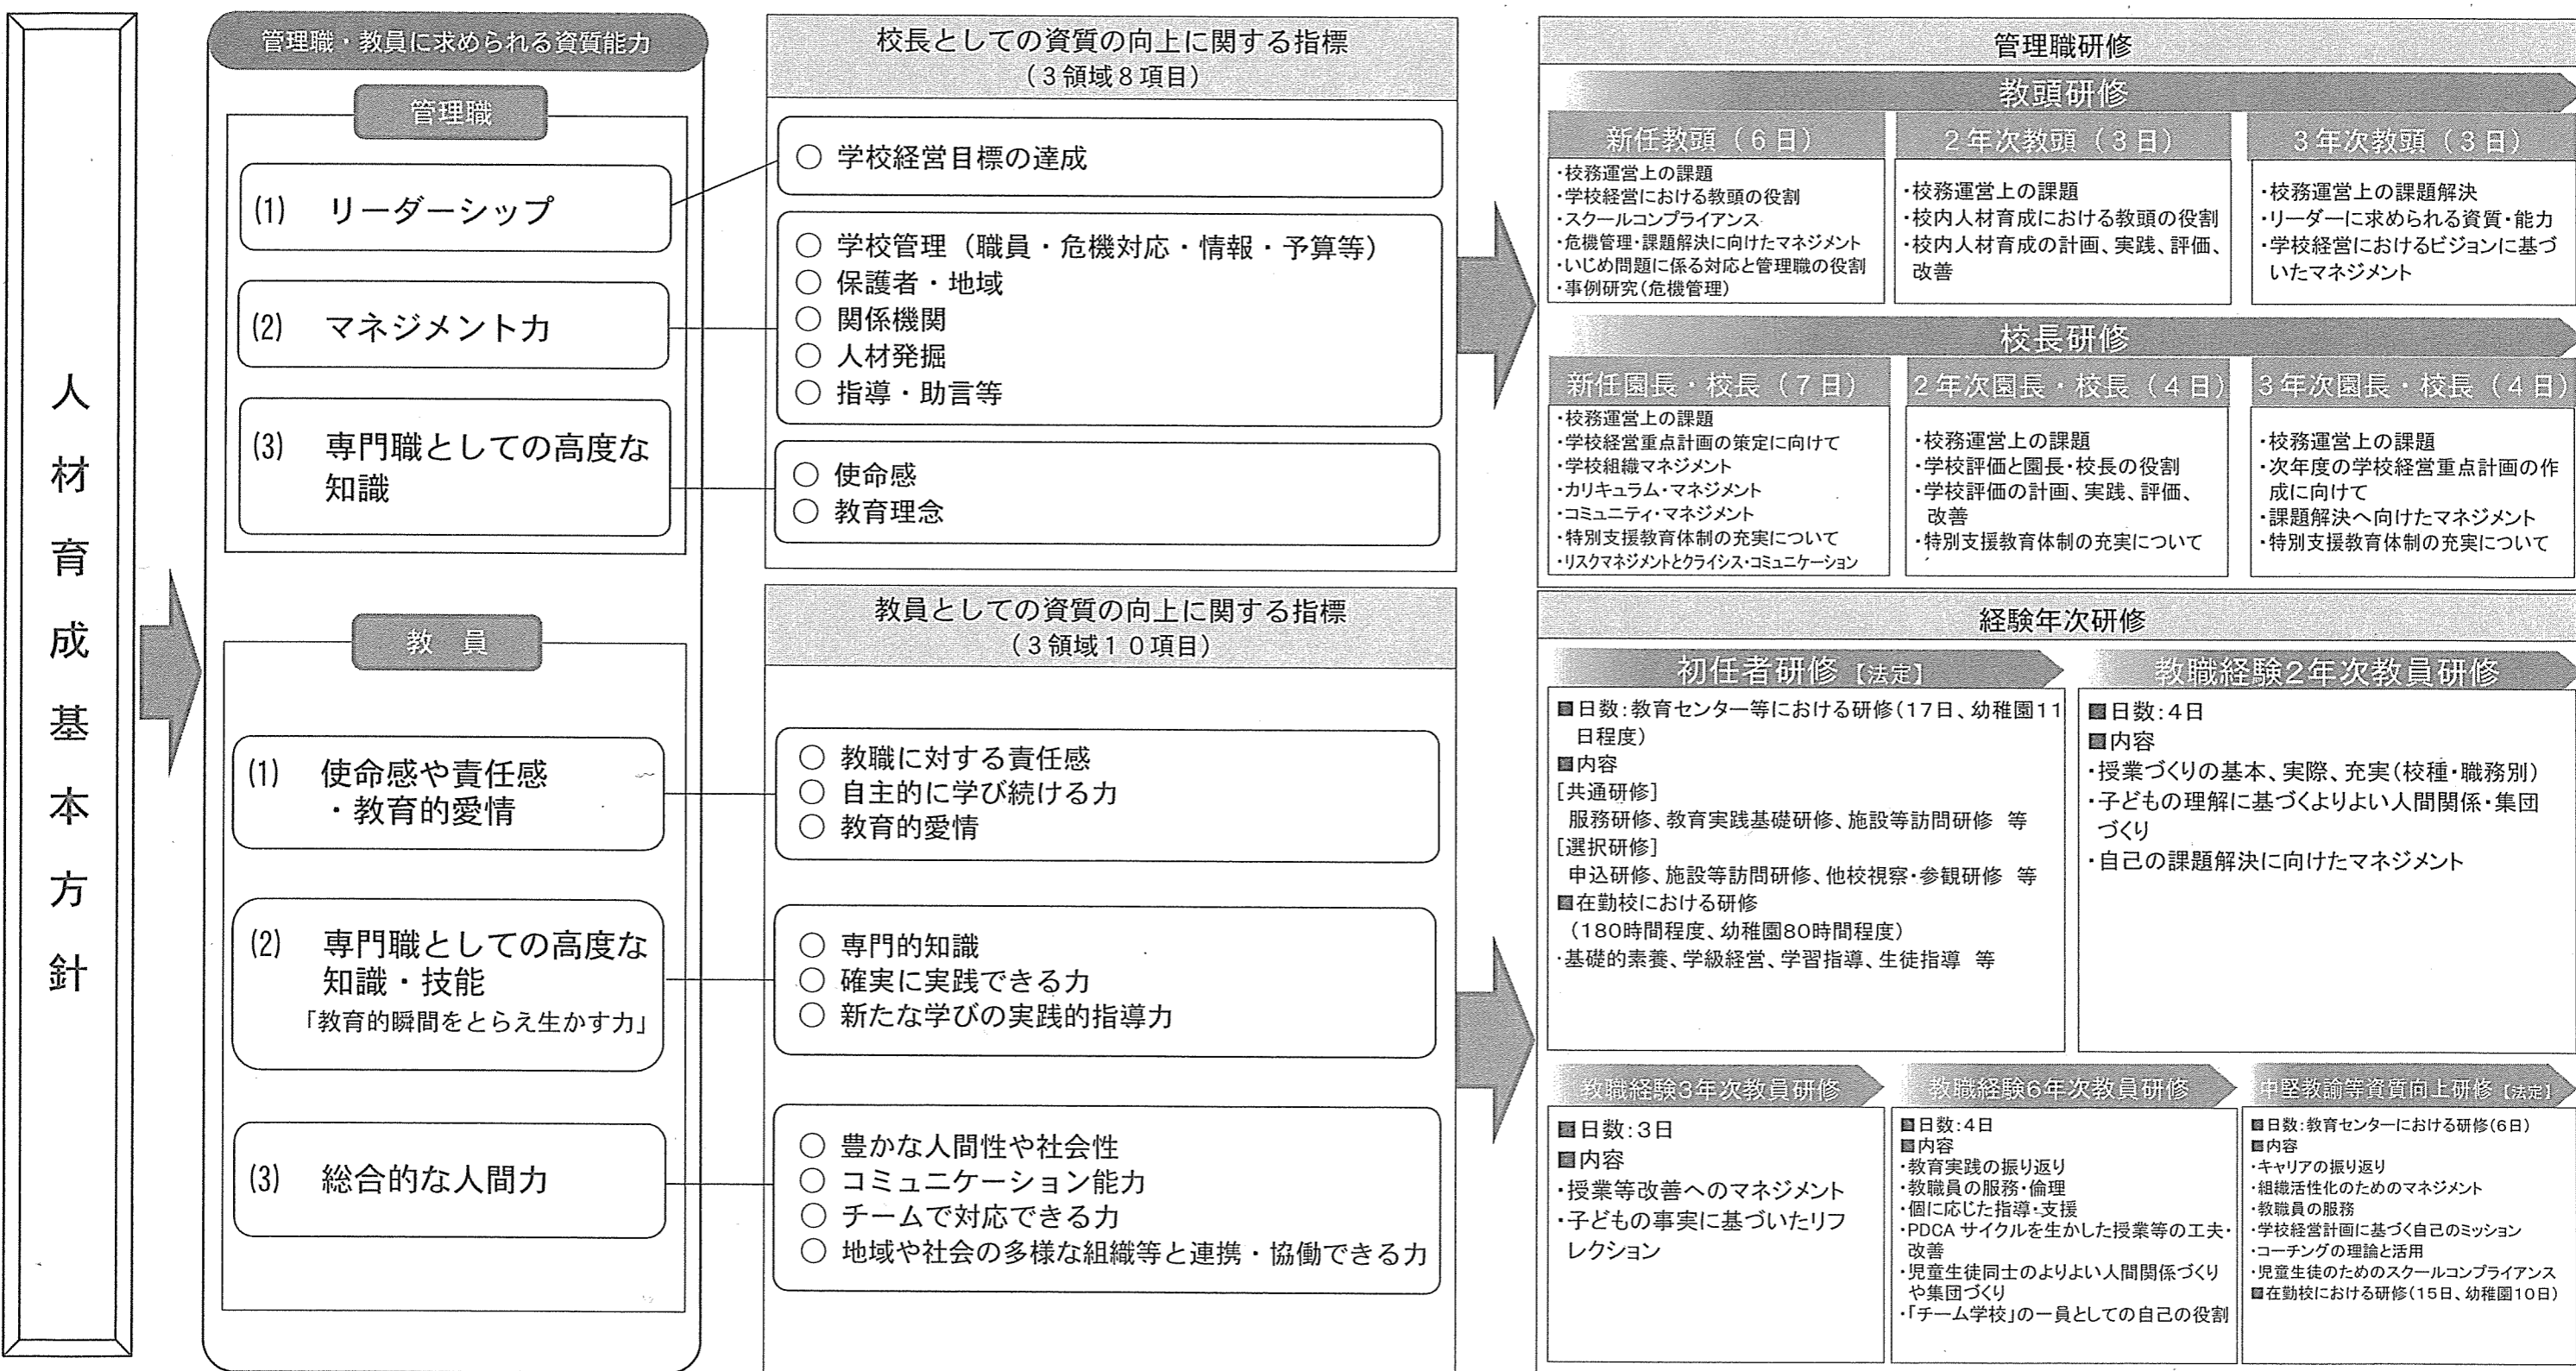 人材育成基本方針
管理職・教員に求められる資質能力
管理職
(1) リーダーシップ
(2) マネジメント力
(3) 専門職としての高度な
知識
教 員
(1) 使命感や責任感
・教育的愛情
(2) 専門職としての高度な
知識・技能
「教育的瞬間をとらえ生かす力」
(3) 総合的な人間力
校長としての資質の向上に関する指標
(3領域8項目)
○ 学校経営目標の達成
○ 学校管理(職員・危機対応・情報・予算等)
○ 保護者・地域
○ 関係機関
○ 人材発掘
○ 指導・助言等
○ 使命感
○ 教育理念
教員としての資質の向上に関する指標
(3領域10項目)
○ 教職に対する責任感
○ 自主的に学び続ける力
○ 教育的愛情
○ 専門的知識
○ 確実に実践できる力
○ 新たな学びの実践的指導力
○ 豊かな人間性や社会性
○ コミュニケーション能力
○ チームで対応できる力
○ 地域や社会の多様な組織等と連携・協働できる力
管理職研修
教頭研修
新任教頭(6日)
・校務運営上の課題
・学校経営における教頭の役割
・スクールコンプライアンス
・危機管理・課題解決に向けたマネジメント
・いじめ問題に係る対応と管理職の役割
・事例研究(危機管理)
2年次教頭(3日)
・校務運営上の課題
・校内人材育成における教頭の役割
・校内人材育成の計画、実践、評価、
改善
3年次教頭(3日)
・校務運営上の課題解決
・リーダーに求められる資質・能力
・学校経営におけるビジョンに基づ
いたマネジメント
校長研修
新任園長・校長(7日)
・校務運営上の課題
・学校経営重点計画の策定に向けて
・学校組織マネジメント
・カリキュラム・マネジメント
・コミュニティ・マネジメント
・特別支援教育体制の充実について
・リスクマネジメントとクライシス・コミュニケーション
2年次園長・校長(4日)
・校務運営上の課題
・学校評価と園長・校長の役割
・学校評価の計画、実践、評価、
改善
・特別支援教育体制の充実について
3年次園長・校長(4日)
・校務運営上の課題
・次年度の学校経営重点計画の作
成に向けて
・課題解決へ向けたマネジメント
・特別支援教育体制の充実について
経験年次研修
初任者研修【法定】
■日数:教育センター等における研修(17日、幼稚園11
日程度)
■内容
[共通研修]
服務研修、教育実践基礎研修、施設等訪問研修 等
[選択研修]
申込研修、施設等訪問研修、他校視察・参観研修 等
■在勤校における研修
(180時間程度、幼稚園80時間程度)
・基礎的素養、学級経営、学習指導、生徒指導 等
教職経験2年次教員研修
■日数:4日
■内容
・授業づくりの基本、実際、充実(校種・職務別)
・子どもの理解に基づくよりよい人間関係・集団
づくり
・自己の課題解決に向けたマネジメント
教職経験3年次教員研修
■日数:3日
■内容
・授業等改善へのマネジメント
・子どもの事実に基づいたリフ
レクション
教職経験6年次教員研修
■日数:4日
■内容
・教育実践の振り返り
・教職員の服務・倫理
・個に応じた指導・支援
・PDCAサイクルを生かした授業等の工夫・
改善
・児童生徒同士のよりよい人間関係づくり
や集団づくり
・「チーム学校」の一員としての自己の役割
中堅教諭等資質向上研修【法定】
■日数:教育センターにおける研修(6日)
■内容
・キャリアの振り返り
・組織活性化のためのマネジメント
・教職員の服務
・学校経営計画に基づく自己のミッション
・コーチングの理論と活用
・児童生徒のためのスクールコンプライアンス
■在勤校における研修(15日、幼稚園10日)